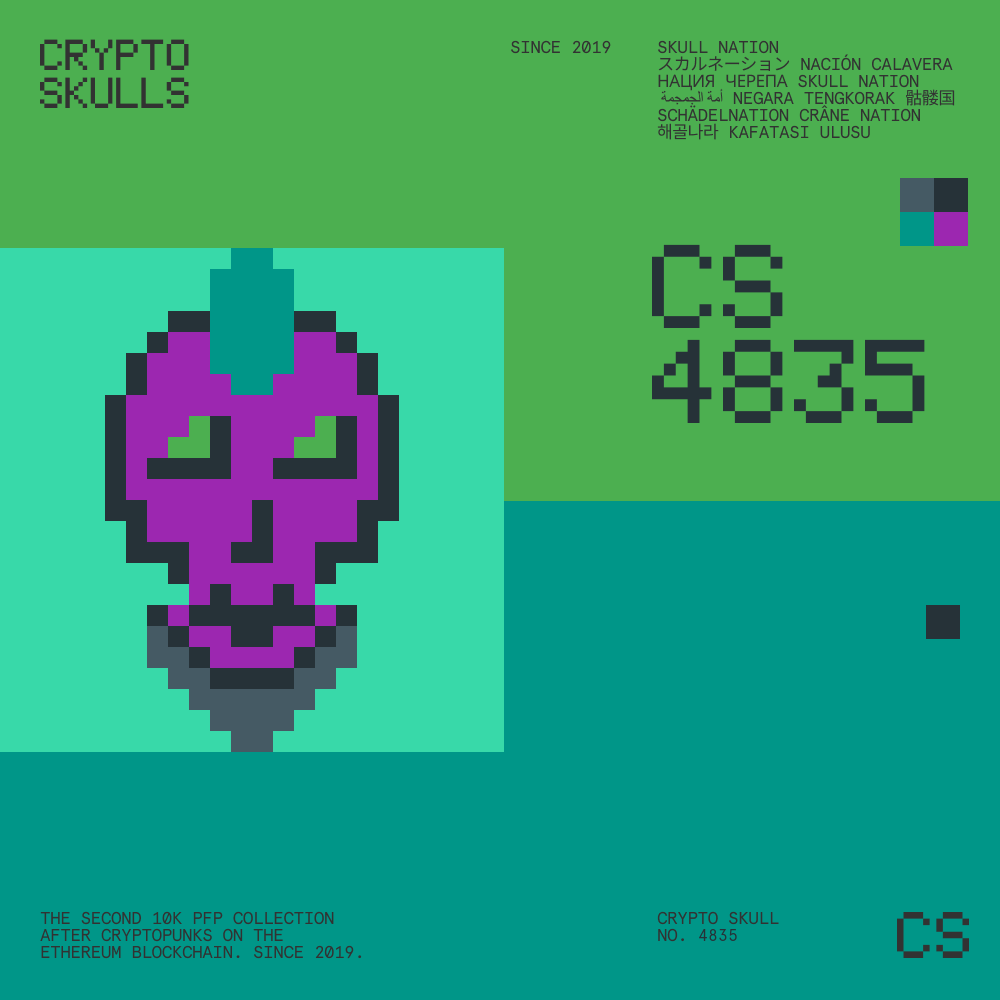 CRYPTO
SKULLS
SINCE 2019
SKULL NATION
スカルネーション NACIÓN CALAVERA
НАЦИЯ ЧЕРЕПА SKULL NATION
أمة الجمجمة NEGARA TENGKORAK 骷髅国
SCHÄDELNATION CRÂNE NATION
해골나라 KAFATASI ULUSU
CS
4835
THE SECOND 10K PFP COLLECTION
AFTER CRYPTOPUNKS ON THE
ETHEREUM BLOCKCHAIN. SINCE 2019.
CRYPTO SKULL
NO. 4835
CS